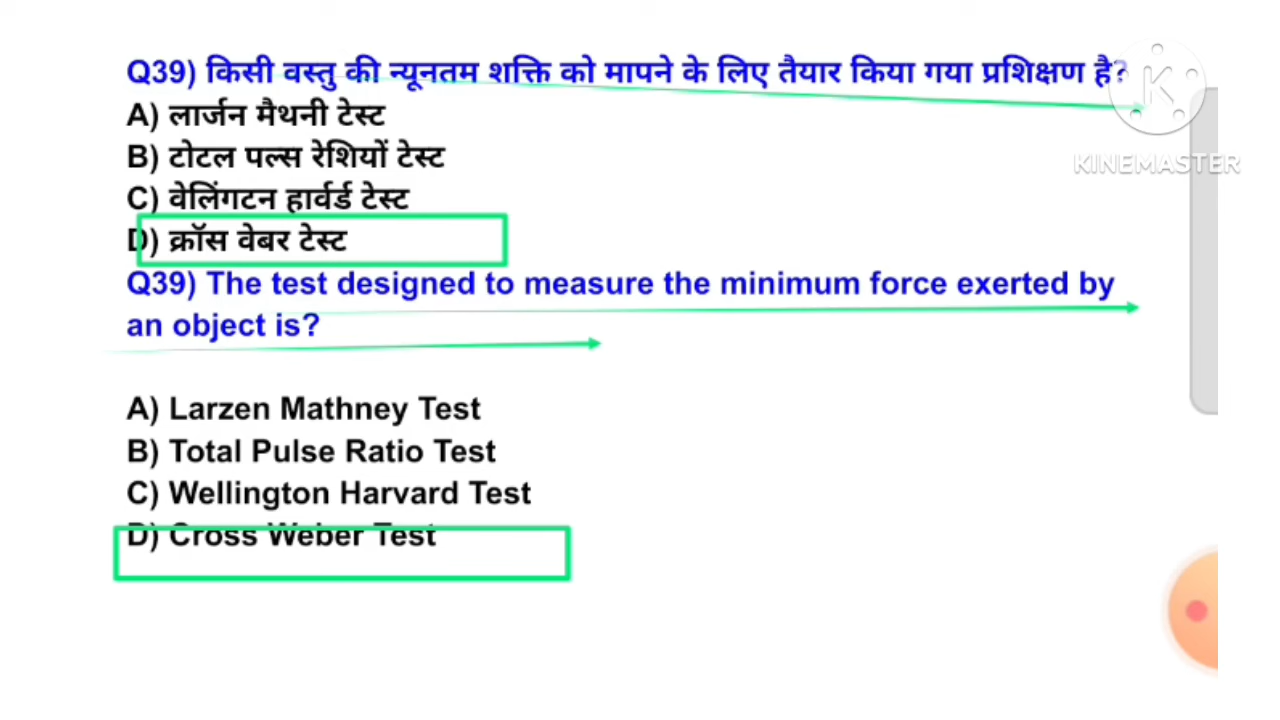 Q39) किसी वस्तु की न्यूनतम शक्ति को मापने के लिए तैयार किया गया प्रशिक्षण है?
A) लार्जन मैथनी टेस्ट
B) टोटल पल्स रेशियों टेस्ट
C) वेलिंगटन हार्वर्ड टेस्ट
D) क्रॉस वेबर टेस्ट
Q39) The test designed to measure the minimum force exerted by
an object is?
A) Larzen Mathney Test
B) Total Pulse Ratio Test
C) Wellington Harvard Test
D) Cross Weber Test
K
KINEMASTER